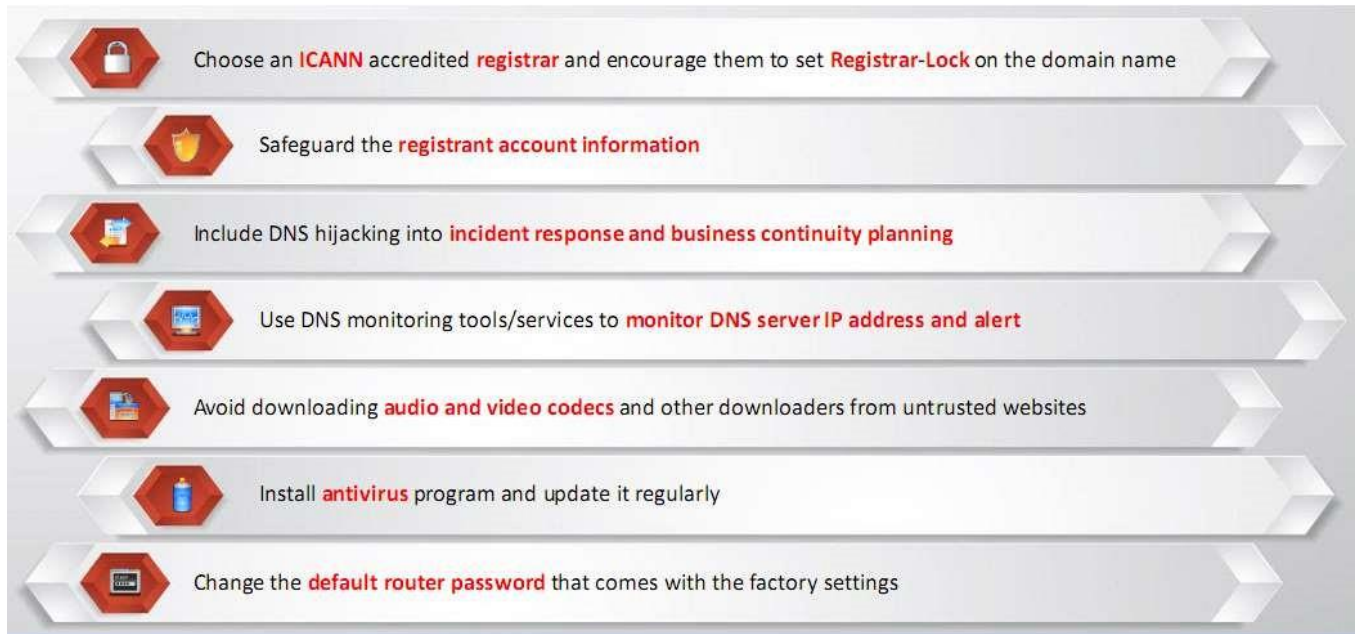 Choose an ICANN accredited registrar and encourage them to set Registrar-Lock on the domain name
Safeguard the registrant account information
Include DNS hijacking into incident response and business continuity planning
Use DNS monitoring tools/services to monitor DNS server IP address and alert
Avoid downloading audio and video codecs and other downloaders from untrusted websites
Install antivirus program and update it regularly
Change the default router password that comes with the factory settings